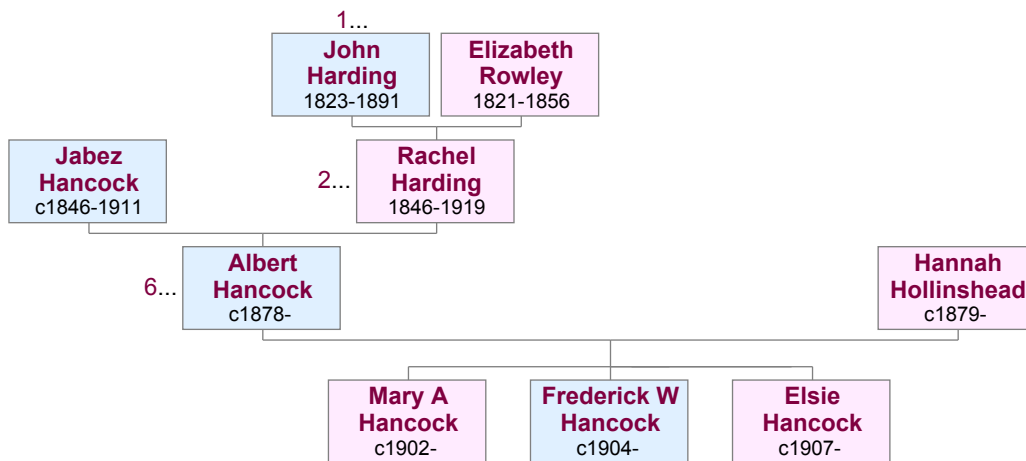 1...
John
Harding
1823-1891
Elizabeth
Rowley
1821-1856
Jabez
Hancock
c1846-1911
2...
Rachel
Harding
1846-1919
6...
Albert
Hancock
c1878-
Hannah
Hollinshead
c1879-
Mary A
Hancock
c1902-
Frederick W
Hancock
c1904-
Elsie
Hancock
c1907-